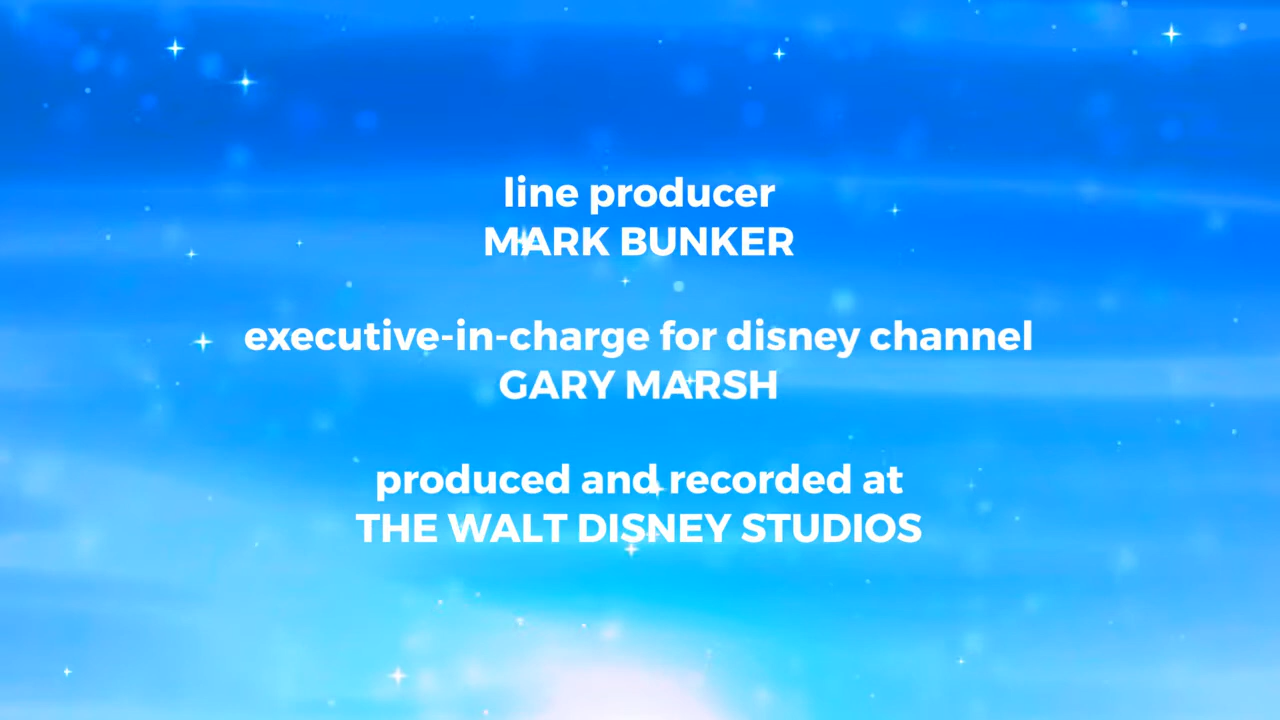 line producer
MARK BUNKER
executive-in-charge for disney channel
GARY MARSH
produced and recorded at
THE WALT DISNEY STUDIOS